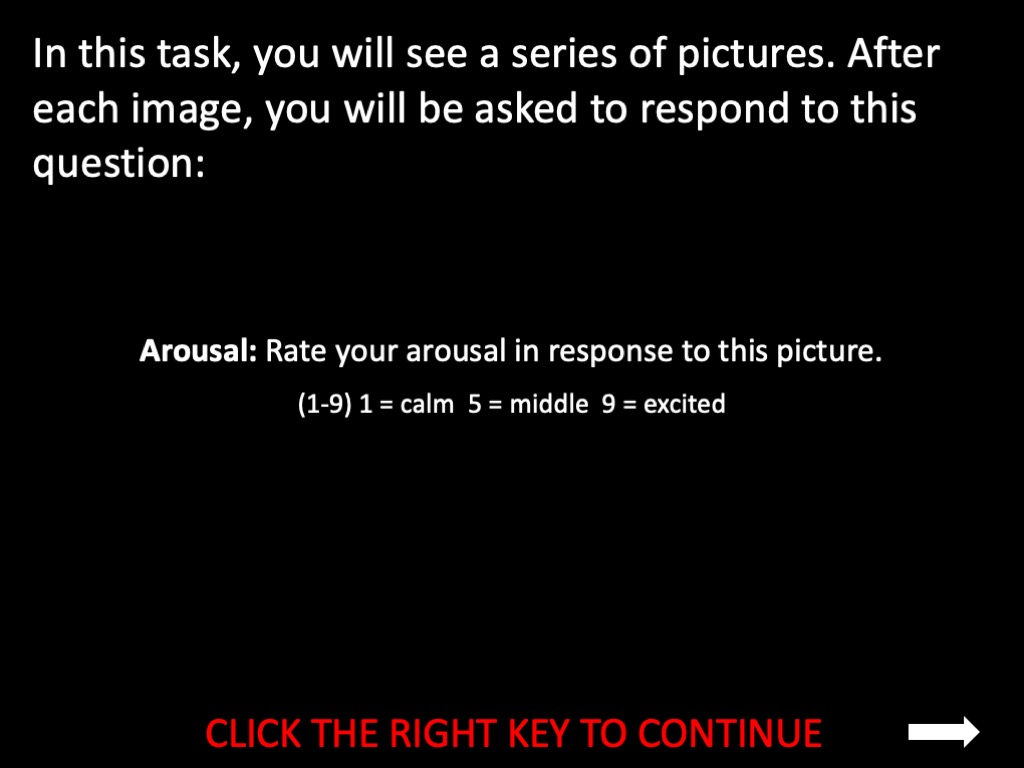 In this task, you will see a series of pictures. After
each image, you will be asked to respond to this
question:
Arousal: Rate your arousal in response to this picture.
(1-9) 1 = calm  5 = middle  9 = excited
CLICK THE RIGHT KEY TO CONTINUE